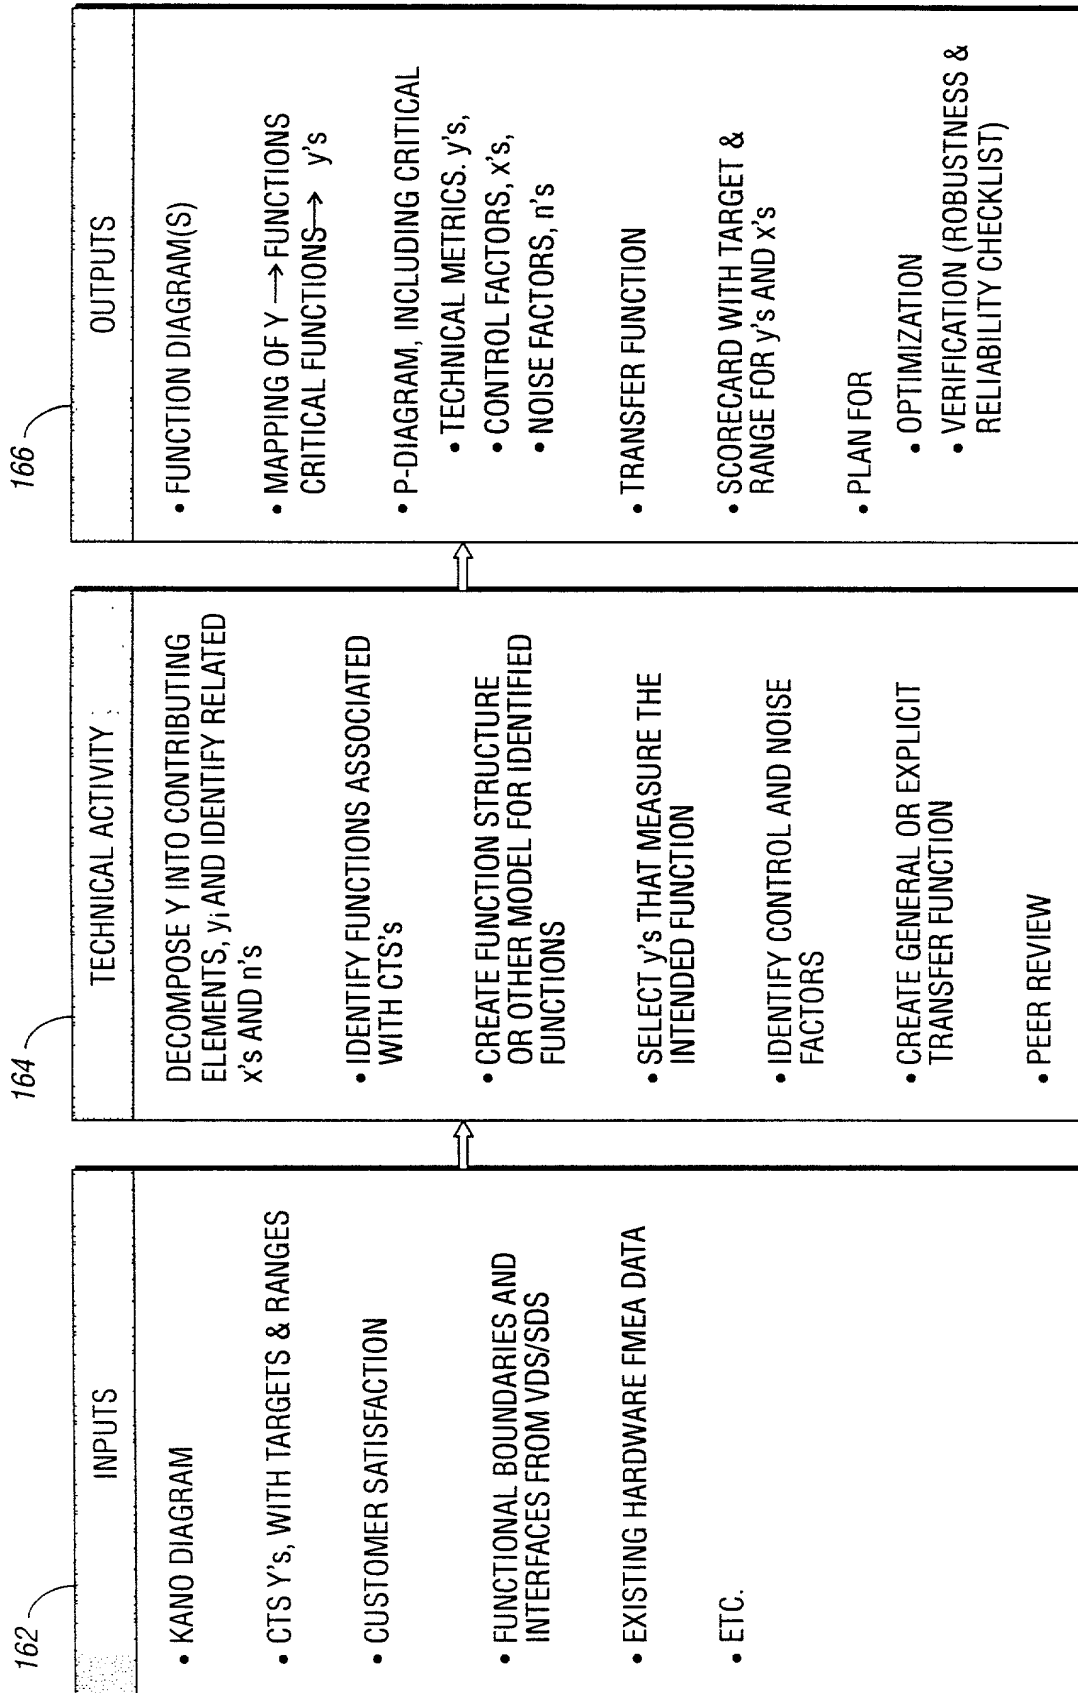 162
INPUTS
• KANO DIAGRAM
• CTS Y's, WITH TARGETS & RANGES
• CUSTOMER SATISFACTION
• FUNCTIONAL BOUNDARIES AND
INTERFACES FROM VDS/SDS
• EXISTING HARDWARE FMEA DATA
• ETC.
164
TECHNICAL ACTIVITY
DECOMPOSE Y INTO CONTRIBUTING
ELEMENTS, yi AND IDENTIFY RELATED
x's AND n's
• IDENTIFY FUNCTIONS ASSOCIATED
WITH CTS's
• CREATE FUNCTION STRUCTURE
OR OTHER MODEL FOR IDENTIFIED
FUNCTIONS
• SELECT y's THAT MEASURE THE
INTENDED FUNCTION
• IDENTIFY CONTROL AND NOISE
FACTORS
• CREATE GENERAL OR EXPLICIT
TRANSFER FUNCTION
• PEER REVIEW
166
OUTPUTS
• FUNCTION DIAGRAM(S)
• MAPPING OF Y → FUNCTIONS
CRITICAL FUNCTIONS → y's
• P-DIAGRAM, INCLUDING CRITICAL
• TECHNICAL METRICS. y's,
• CONTROL FACTORS, x's,
• NOISE FACTORS, n's
• TRANSFER FUNCTION
• SCORECARD WITH TARGET &
RANGE FOR y's AND x's
• PLAN FOR
• OPTIMIZATION
• VERIFICATION (ROBUSTNESS &
RELIABILITY CHECKLIST)